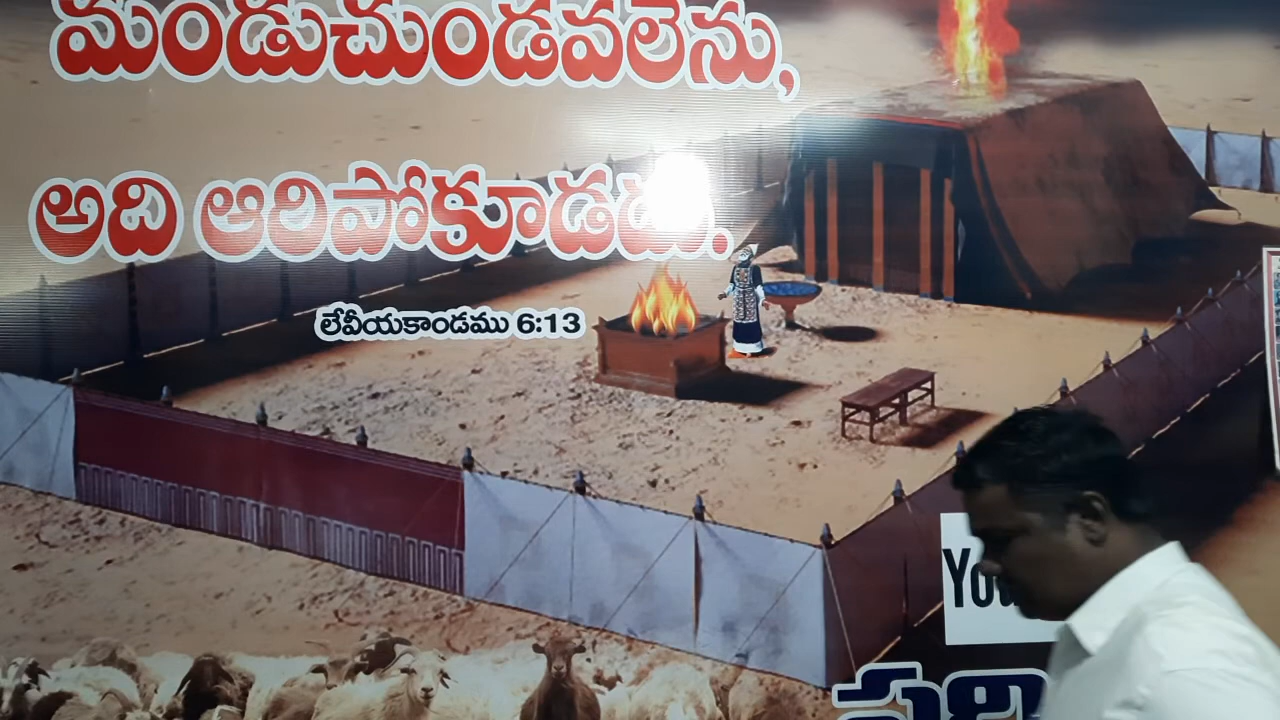 మండుచుండవలెను,
అది ఆరిపోకూడదు.
లేవీయకాండము 6:13